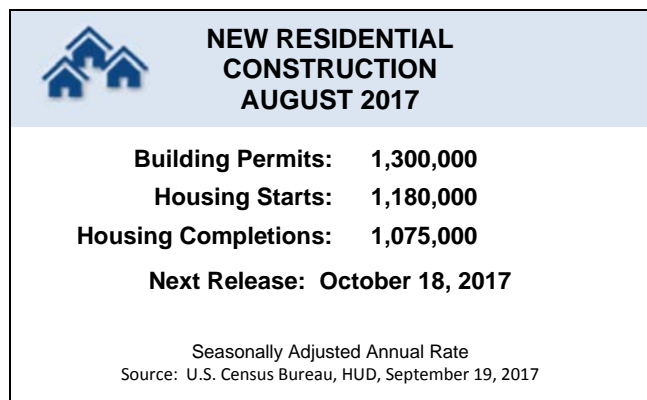 NEW RESIDENTIAL
CONSTRUCTION
AUGUST 2017
Building Permits: 1,300,000
Housing Starts: 1,180,000
Housing Completions: 1,075,000
Next Release: October 18, 2017
Seasonally Adjusted Annual Rate
Source: U.S. Census Bureau, HUD, September 19, 2017